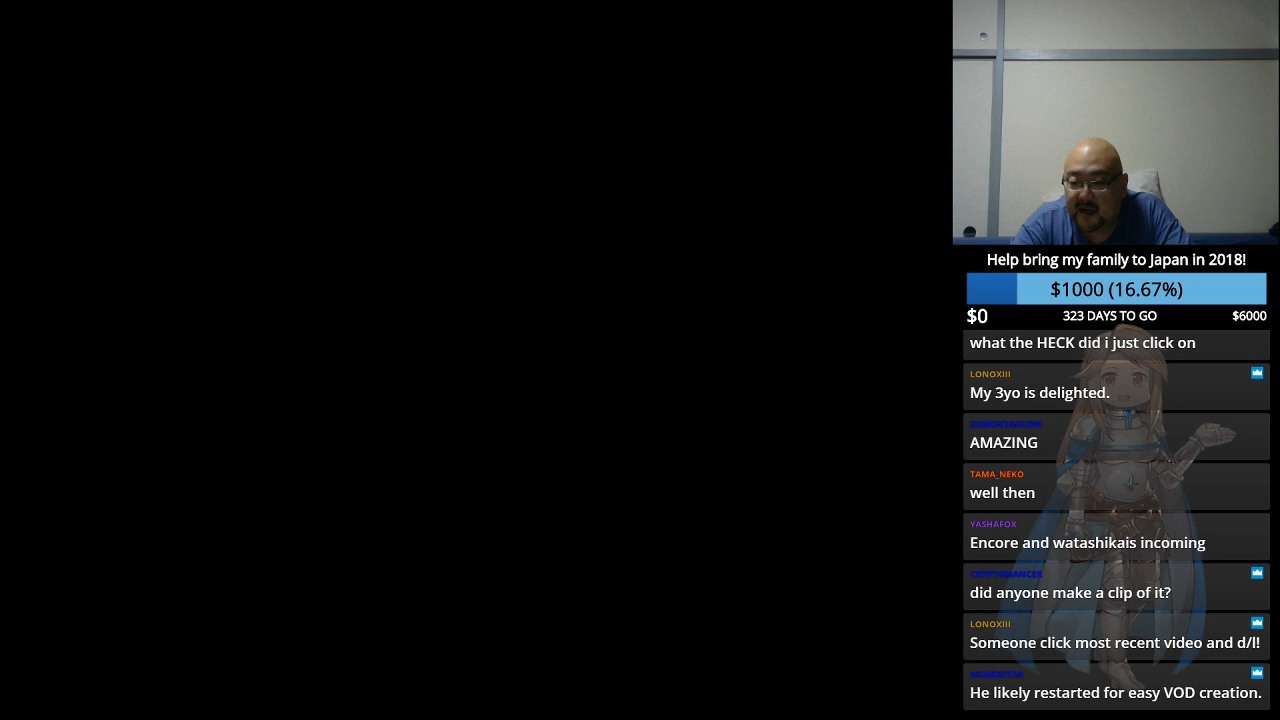 Help bring my family to Japan in 2018!
$1000 (16.67%)
$0 323 DAYS TO GO $6000
what the HECK did i just click on
LONOXIII
My 3yo is delighted.
AMAZING
TAMA_NEKO
well then
YASHAFOX
Encore and watashikais incoming
did anyone make a clip of it?
LONOXIII
Someone click most recent video and d/l!
He likely restarted for easy VOD creation.